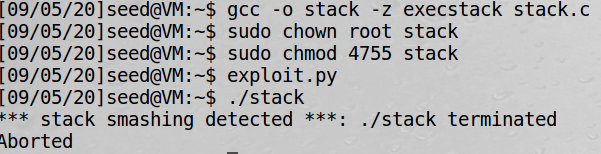 [09/05/20]seed@VM:~$ gcc -o stack -z execstack stack.c
[09/05/20]seed@VM:~$ sudo chown root stack
[09/05/20]seed@VM:~$ sudo chmod 4755 stack
[09/05/20]seed@VM:~$ exploit.py
[09/05/20]seed@VM:~$ ./stack
*** stack smashing detected ***: ./stack terminated
Aborted